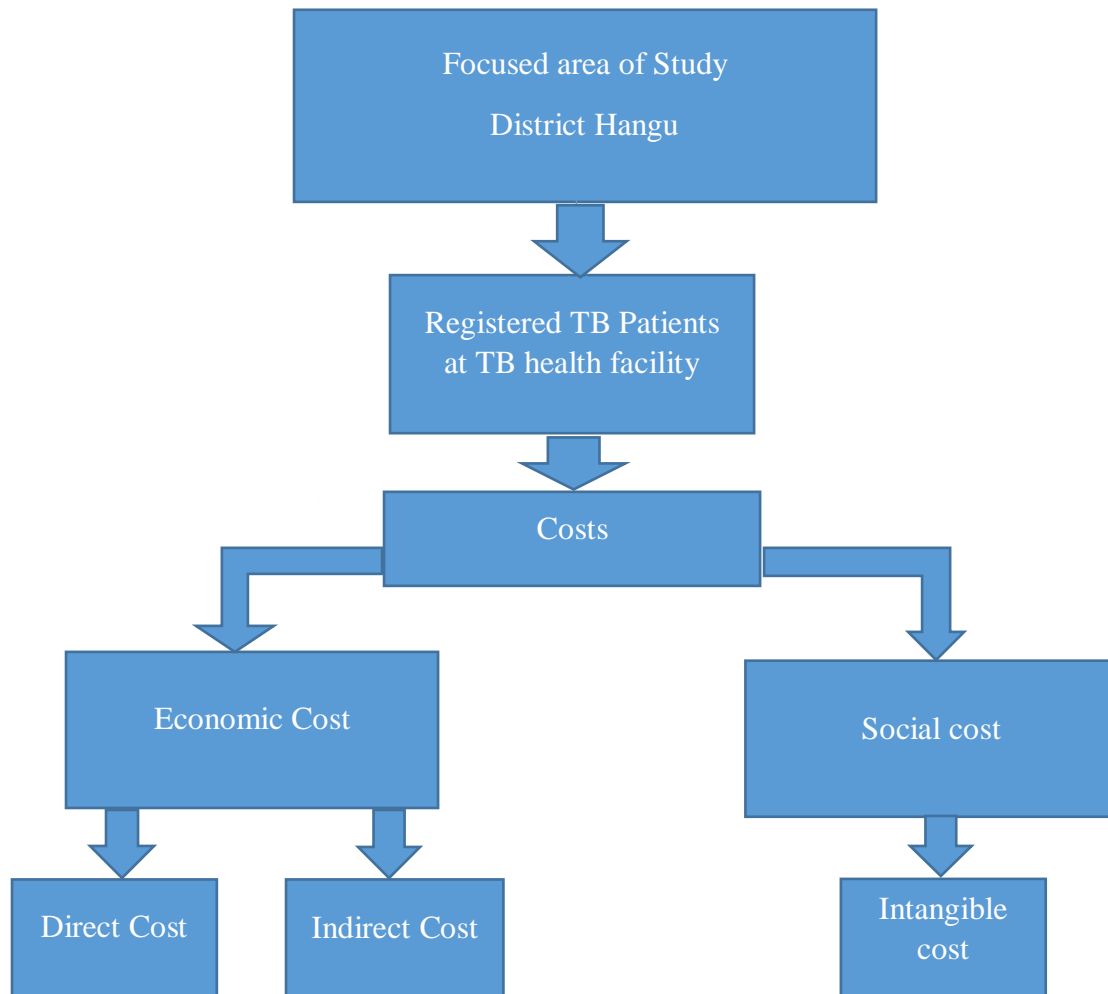 Focused area of Study
District Hangu
Registered TB Patients
at TB health facility
Costs
Economic Cost
Social cost
Direct Cost
Indirect Cost
Intangible
cost